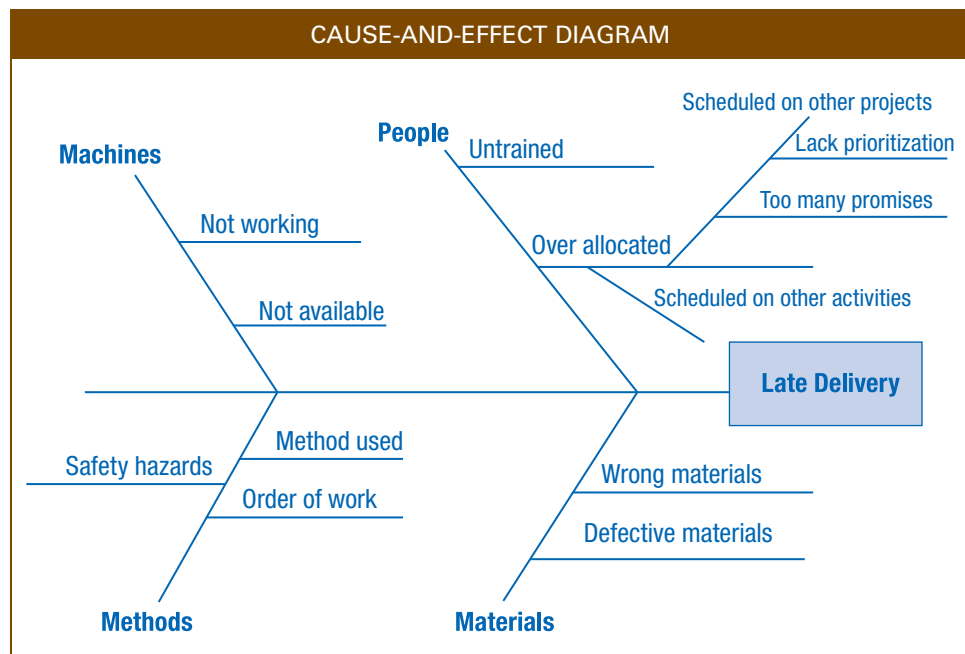 CAUSE-AND-EFFECT DIAGRAM
Scheduled on other projects
People
Lack prioritization
Untrained
Machines
Too many promises
Not working
Over allocated
Scheduled on other activities
Not available
Late Delivery
Method used
Safety hazards
Wrong materials
Order of work
Defective materials
Methods
Materials